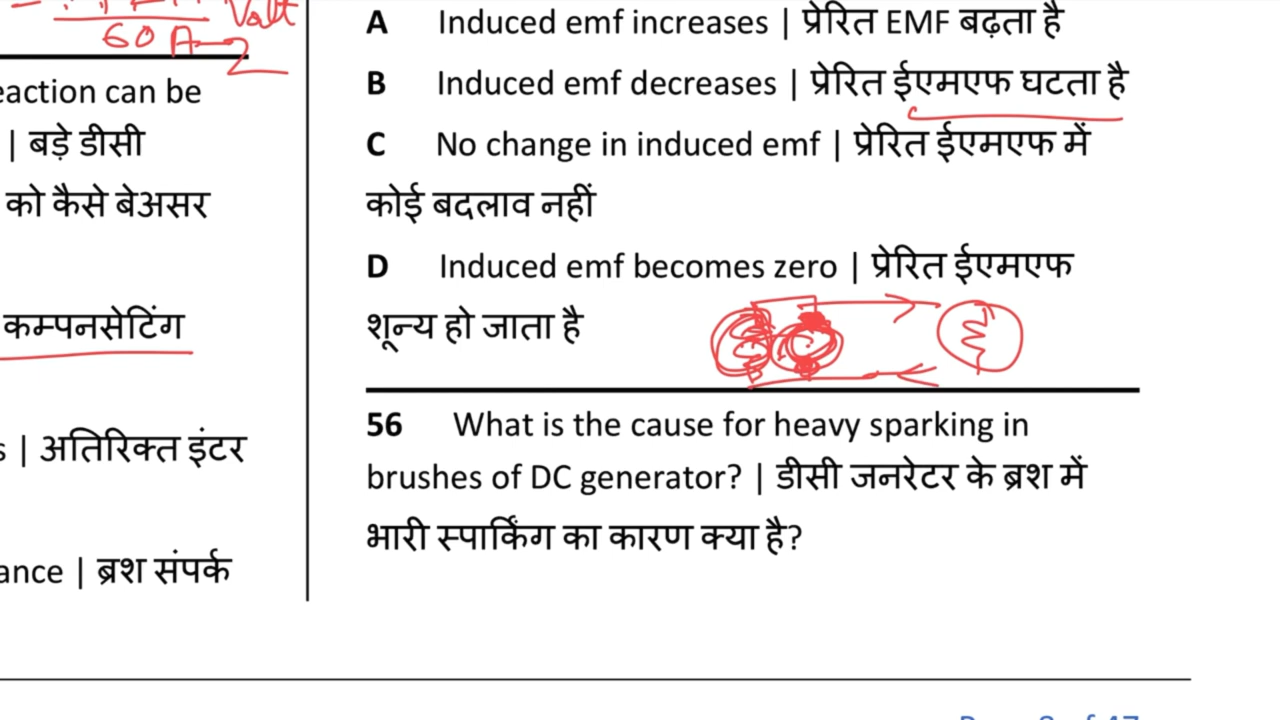 Valt
60 A
eaction can be
| बड़े डीसी
को कैसे बेअसर
कम्पनसेटिंग
s | अतिरिक्त इंटर
ance | ब्रश संपर्क
A Induced emf increases | प्रेरित EMF बढ़ता है
B Induced emf decreases | प्रेरित ईएमएफ घटता है
C No change in induced emf | प्रेरित ईएमएफ में
कोई बदलाव नहीं
D Induced emf becomes zero | प्रेरित ईएमएफ
शून्य हो जाता है
56 What is the cause for heavy sparking in
brushes of DC generator? | डीसी जनरेटर के ब्रश में
भारी स्पार्किंग का कारण क्या है?